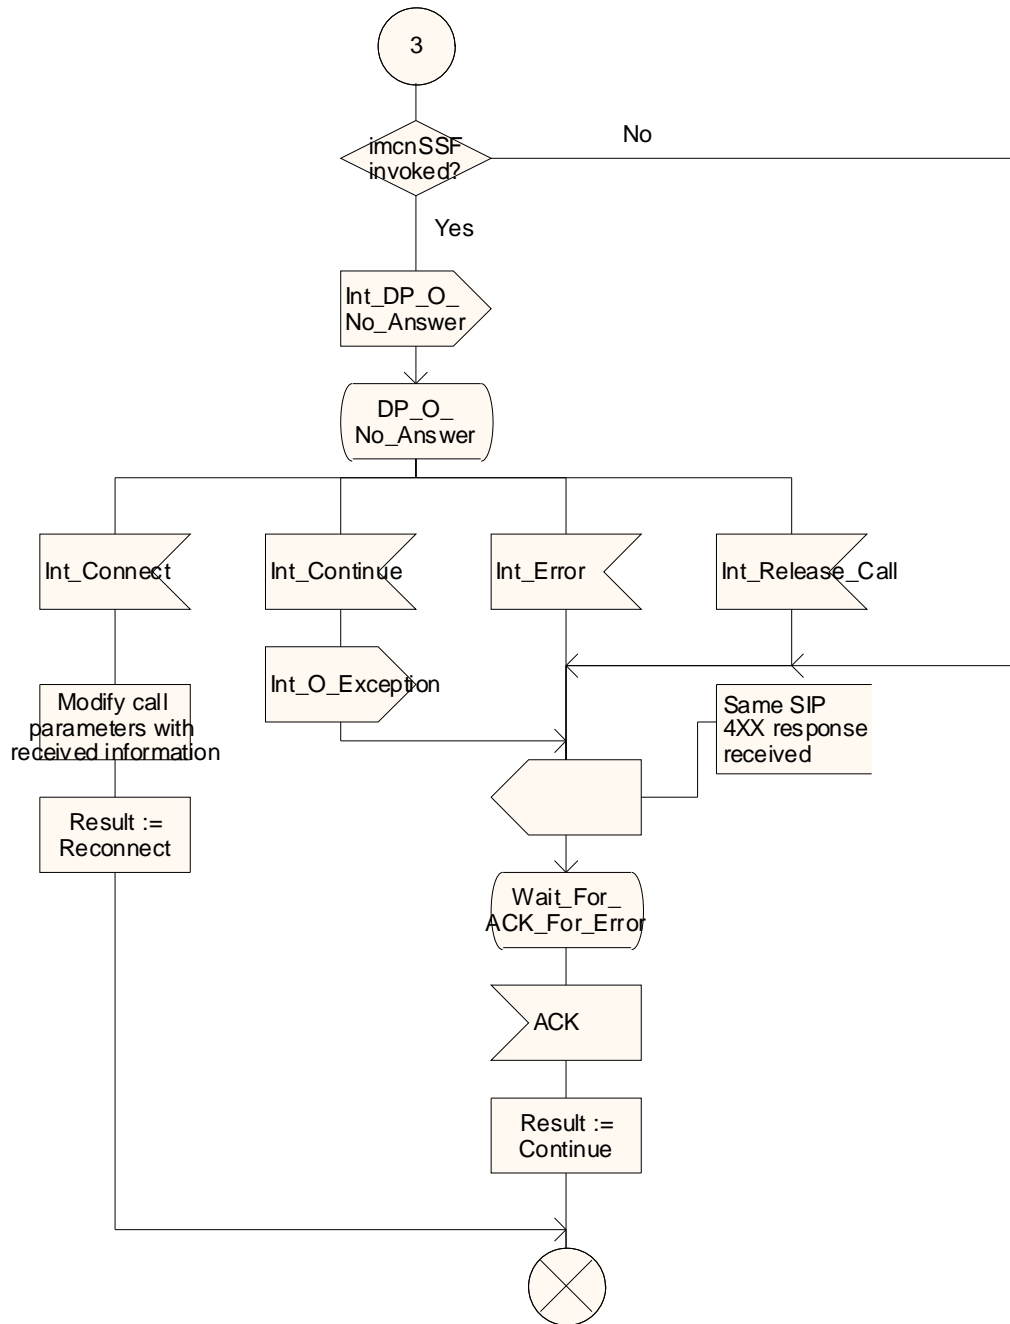 3
imcnSSF
invoked?
No
Yes
Int_DP_O_
No_Answer
DP_O_
No_Answer
Int_Connect
Int_Continue
Int_Error
Int_Release_Call
Int_O_Exception
Modify call
parameters with
received information
Same SIP
4XX response
received
Result :=
Reconnect
Wait_For_
ACK_For_Error
ACK
Result :=
Continue